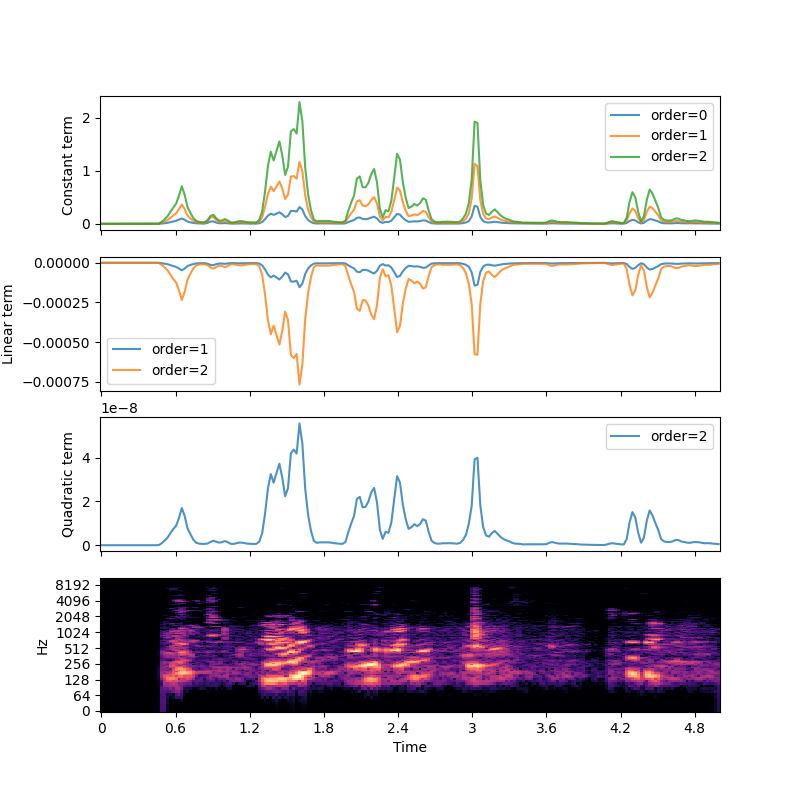 Constant term
2
1
0
order=0
order=1
order=2
Linear term
0.00000
−0.00025
−0.00050
−0.00075
order=1
order=2
1e−8
Quadratic term
4
2
0
order=2
Hz
8192
4096
2048
1024
512
256
128
64
0
0 0.6 1.2 1.8 2.4 3 3.6 4.2 4.8
Time